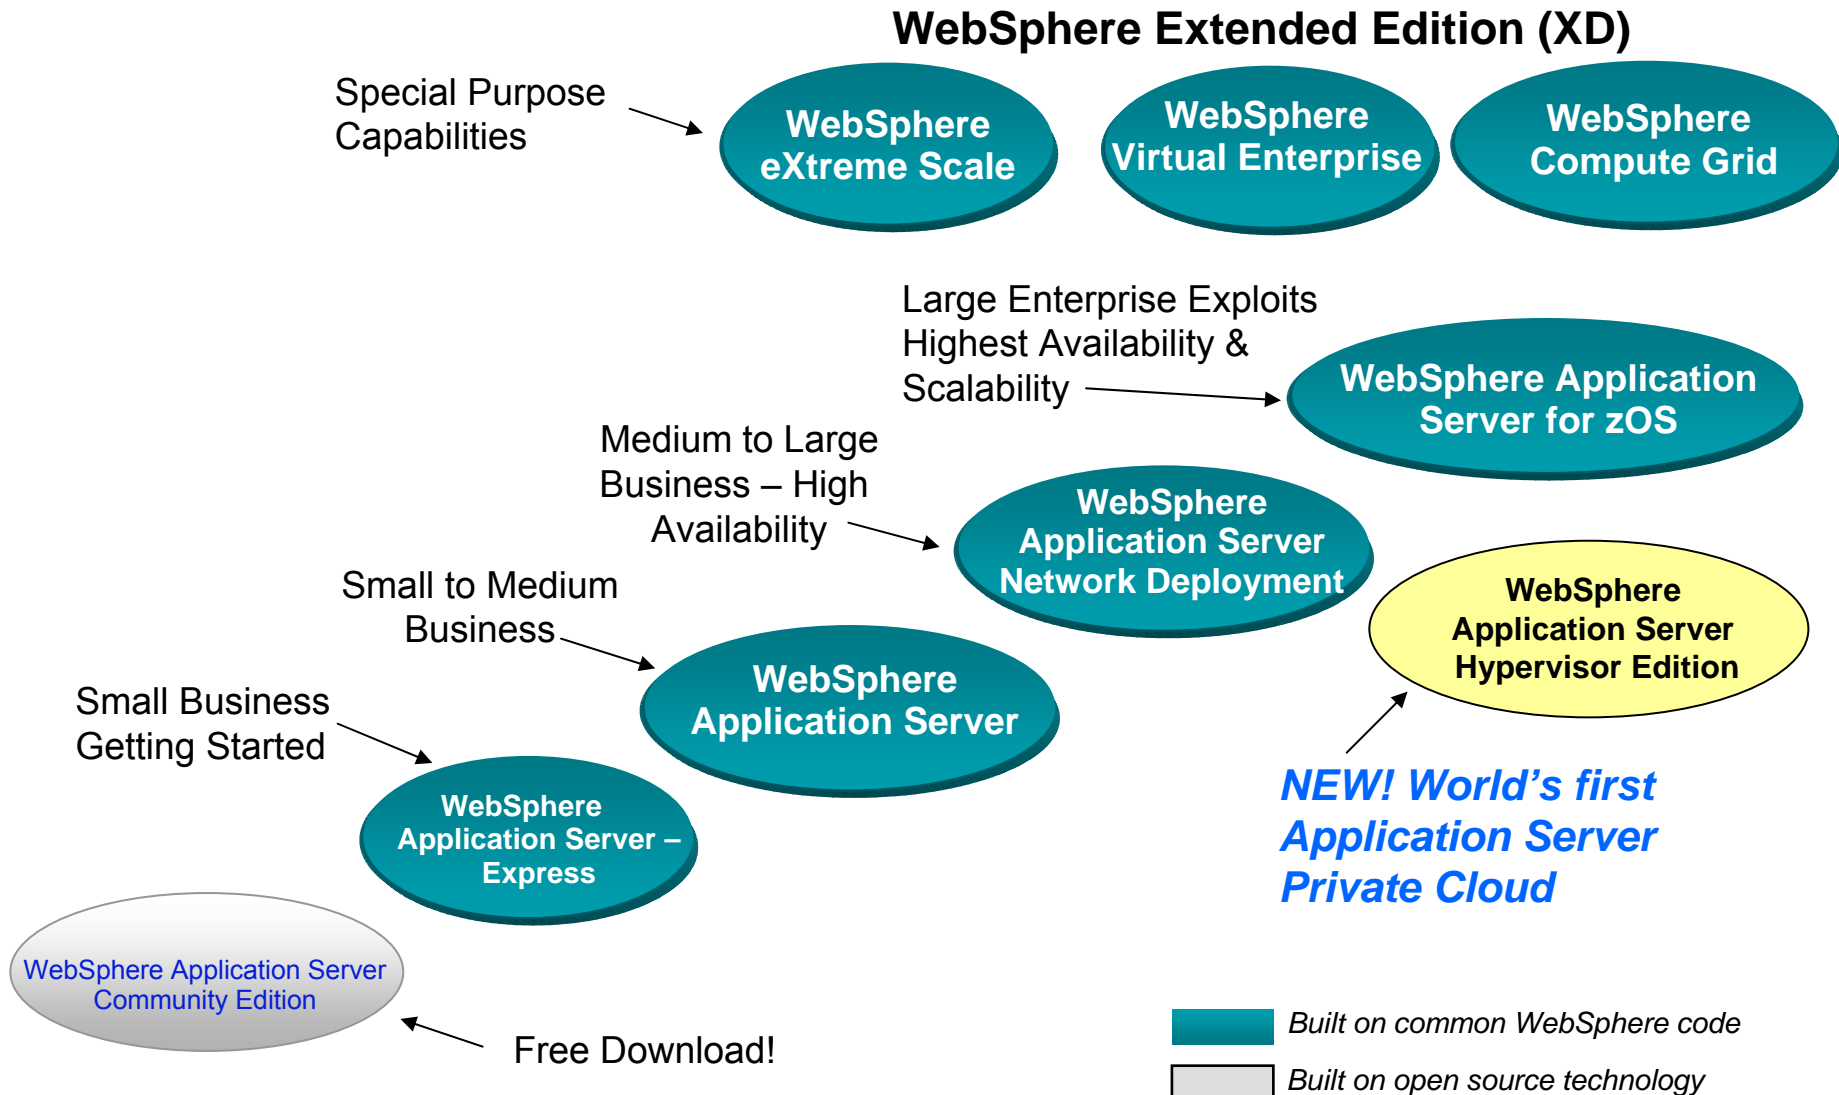 WebSphere Extended Edition (XD)
Special Purpose
Capabilities
WebSphere
eXtreme Scale
WebSphere
Virtual Enterprise
WebSphere
Compute Grid
Large Enterprise Exploits
Highest Availability &
Scalability
WebSphere Application
Server for zOS
Medium to Large
Business – High
Availability
WebSphere
Application Server
Network Deployment
WebSphere
Application Server
Hypervisor Edition
Small to Medium
Business
WebSphere
Application Server
Small Business
Getting Started
WebSphere
Application Server –
Express
NEW! World's first
Application Server
Private Cloud
WebSphere Application Server
Community Edition
Free Download!
Built on common WebSphere code
Built on open source technology